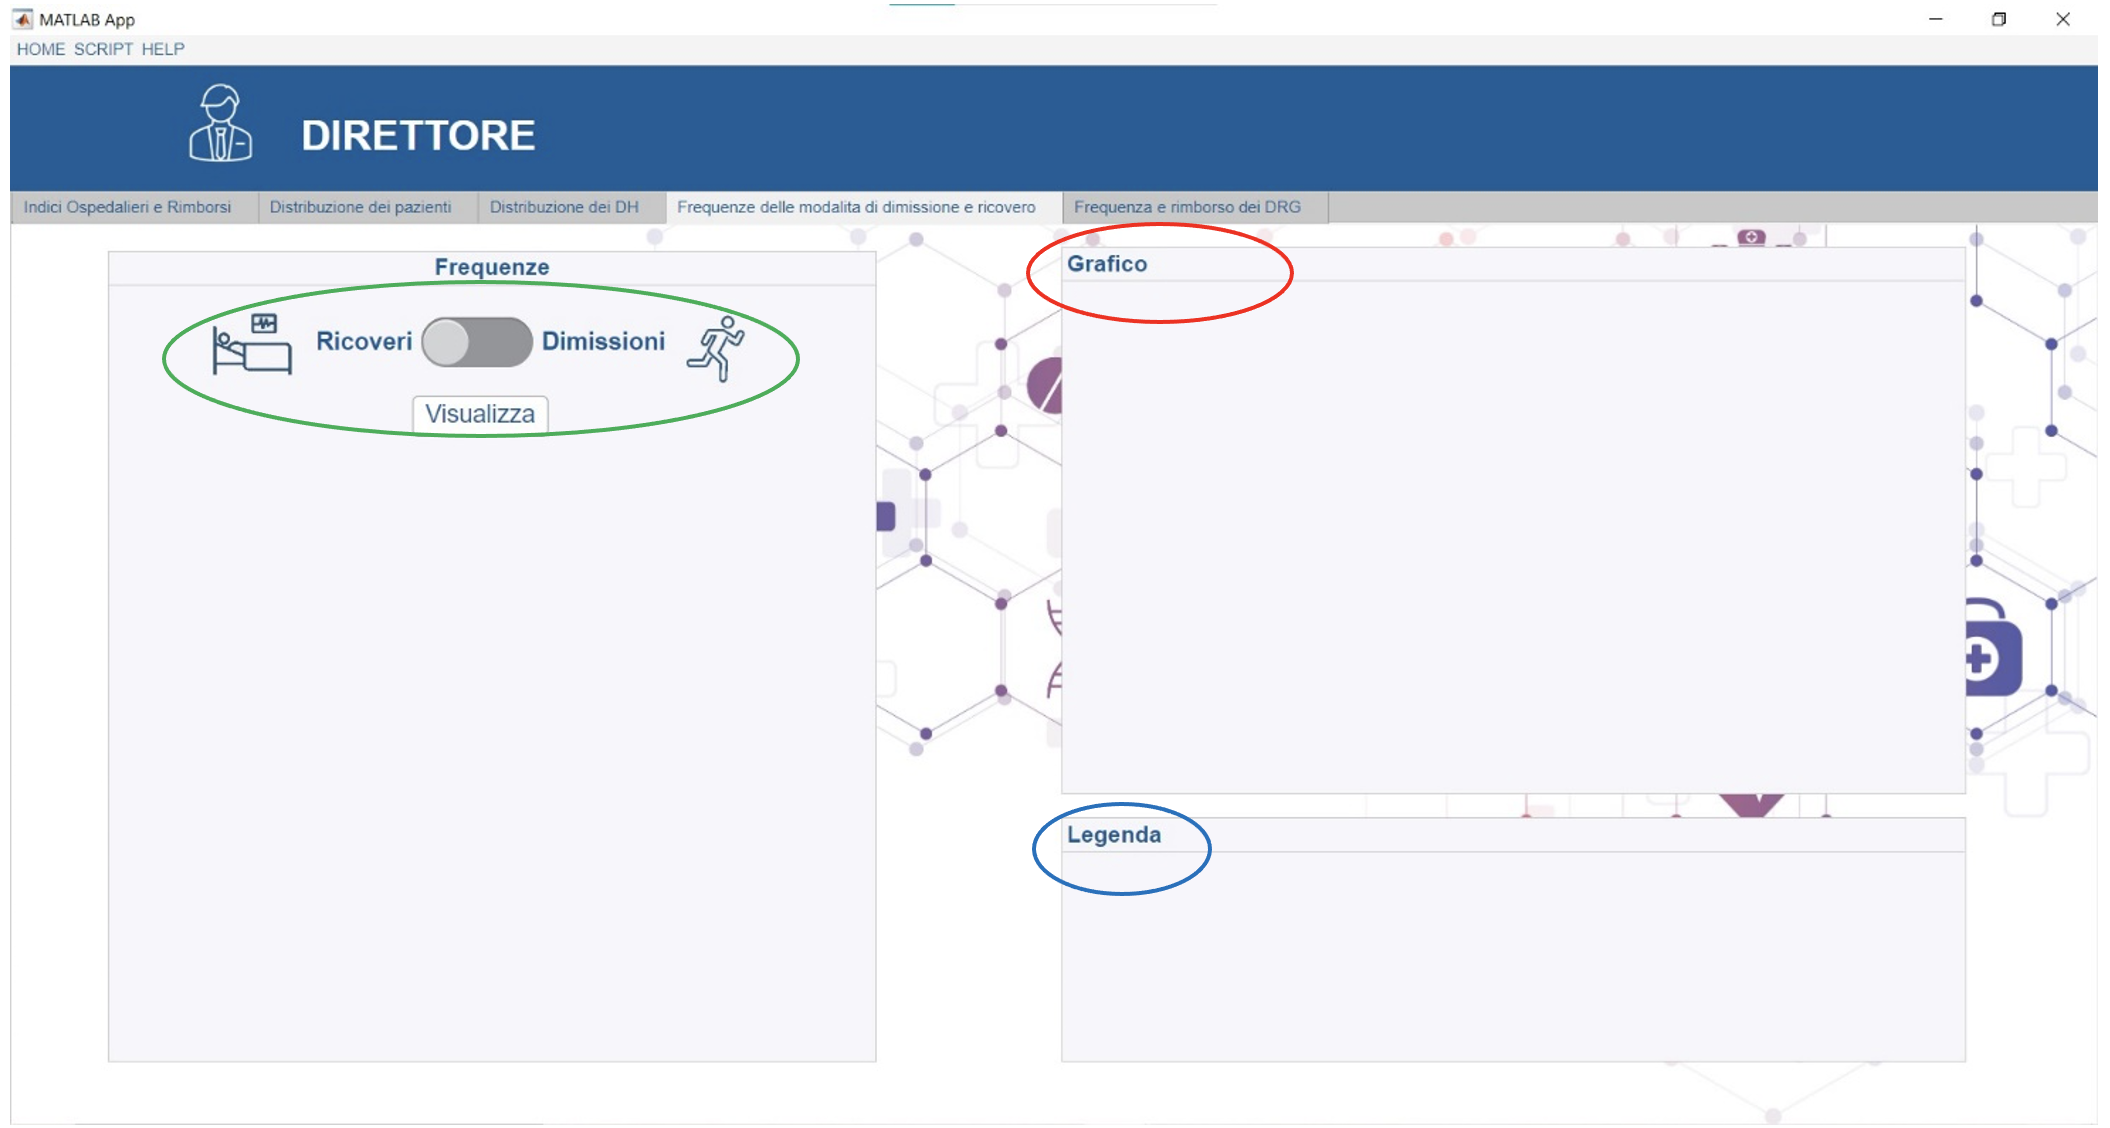 MATLAB App
HOME SCRIPT HELP
DIRETTORE
Indici Ospedalieri e Rimborsi
Distribuzione dei pazienti
Distribuzione dei DH
Frequenze delle modalita di dimissione e ricovero
Frequenza e rimborso dei DRG
Frequenze
Ricoveri
Dimissioni
Visualizza
Grafico
Legenda